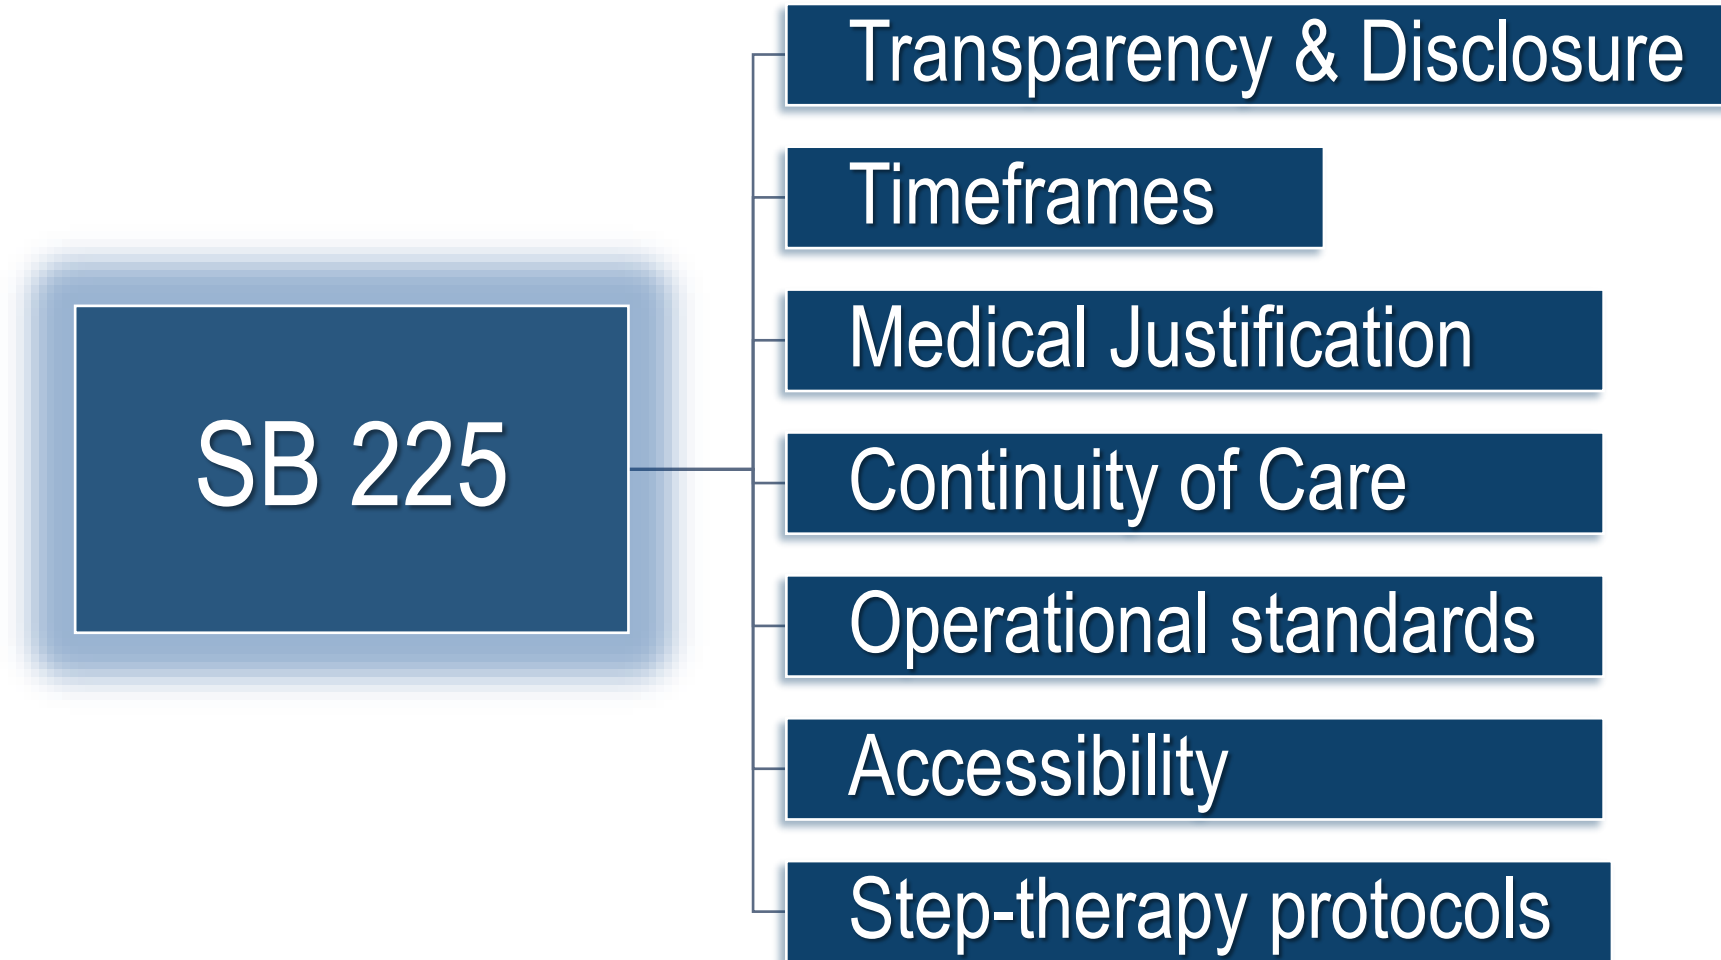 SB 225
Transparency & Disclosure
Timeframes
Medical Justification
Continuity of Care
Operational standards
Accessibility
Step-therapy protocols